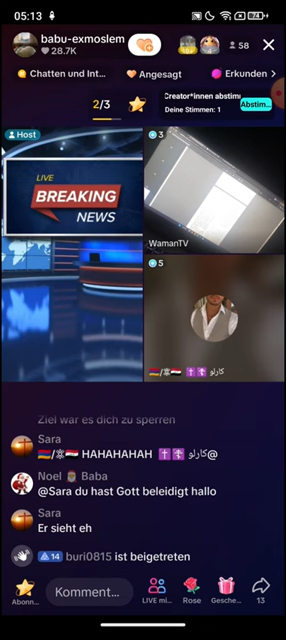 05:13
74
babu-exmoslem
28.7K
58
Chatten und Int...
Angesagt
Erkunden
2/3
Creator*innen abstim
Deine Stimmen: 1
Abstim...
Host
LIVE
BREAKING
NEWS
3
WamanTV
5
كارلو
Ziel war es dich zu sperren
Sara
@كارلو HAHAHAHAH
Noel Baba
@Sara du hast Gott beleidigt hallo
Sara
Er sieht eh
14 buri0815 ist beigetreten
Abonn...
Komment...
LIVE mi...
Rose
Gesche...
13